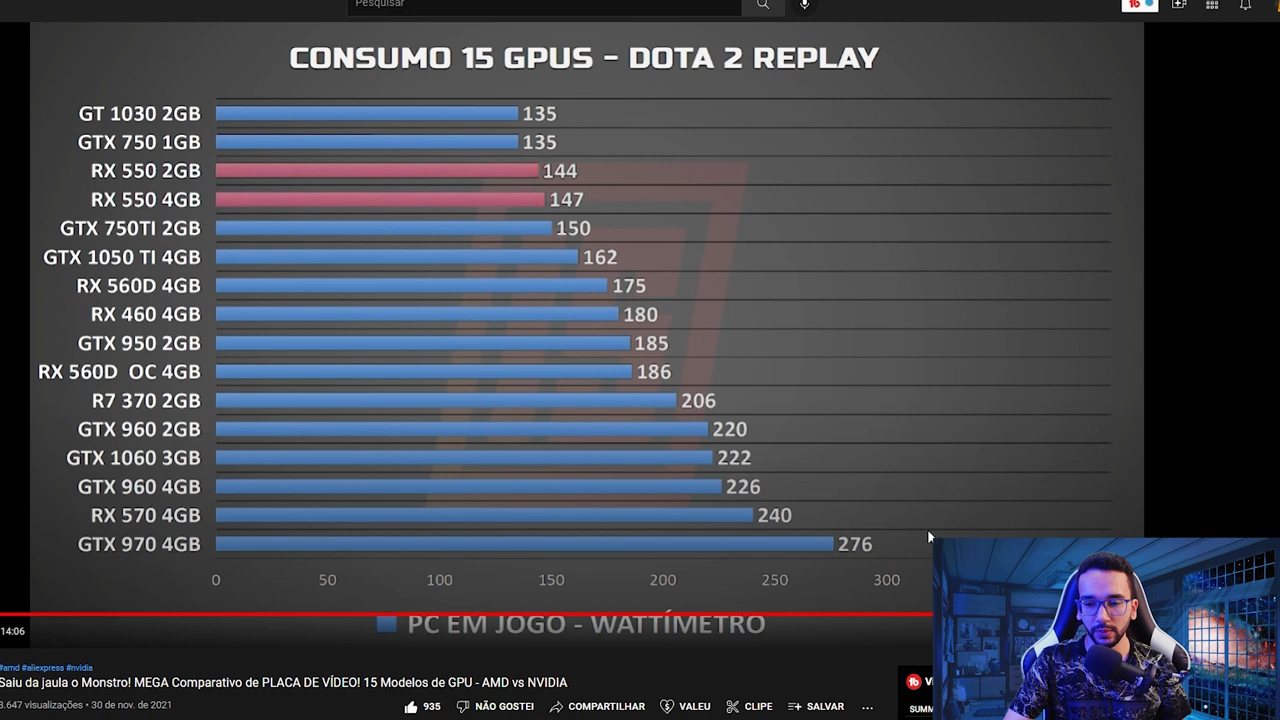 Pesquisar
CONSUMO 15 GPUS - DOTA 2 REPLAY
GT 1030 2GB 135
GTX 750 1GB 135
RX 550 2GB 144
RX 550 4GB 147
GTX 750TI 2GB 150
GTX 1050 TI 4GB 162
RX 560D 4GB 175
RX 460 4GB 180
GTX 950 2GB 185
RX 560D OC 4GB 186
R7 370 2GB 206
GTX 960 2GB 220
GTX 1060 3GB 222
GTX 960 4GB 226
RX 570 4GB 240
GTX 970 4GB 276
0 50 100 150 200 250 300
PC EM JOGO - WATTÍMETRO
14:06
#amd #aliexpress #nvidia
Saiu da jaula o Monstro! MEGA Comparativo de PLACA DE VÍDEO! 15 Modelos de GPU - AMD vs NVIDIA
3.647 visualizações • 30 de nov. de 2021
935 NÃO GOSTEI COMPARTILHAR VALEU CLIPE SALVAR ...